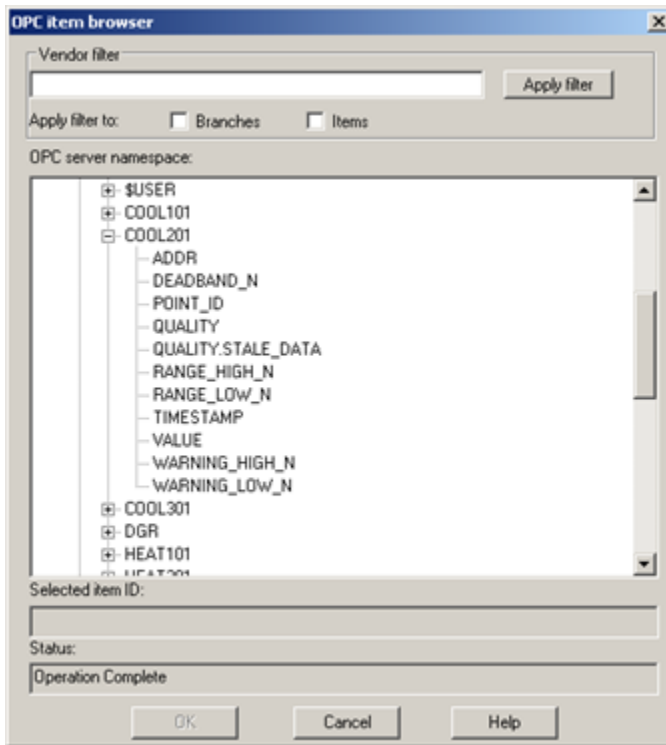 OPC item browser
Vendor filter
Apply filter
Apply filter to: Branches Items
OPC server namespace:
$USER
COOL101
COOL201
ADDR
DEADBAND_N
POINT_ID
QUALITY
QUALITY.STALE_DATA
RANGE_HIGH_N
RANGE_LOW_N
TIMESTAMP
VALUE
WARNING_HIGH_N
WARNING_LOW_N
COOL301
DGR
HEAT101
Selected item ID:
Status:
Operation Complete
OK Cancel Help